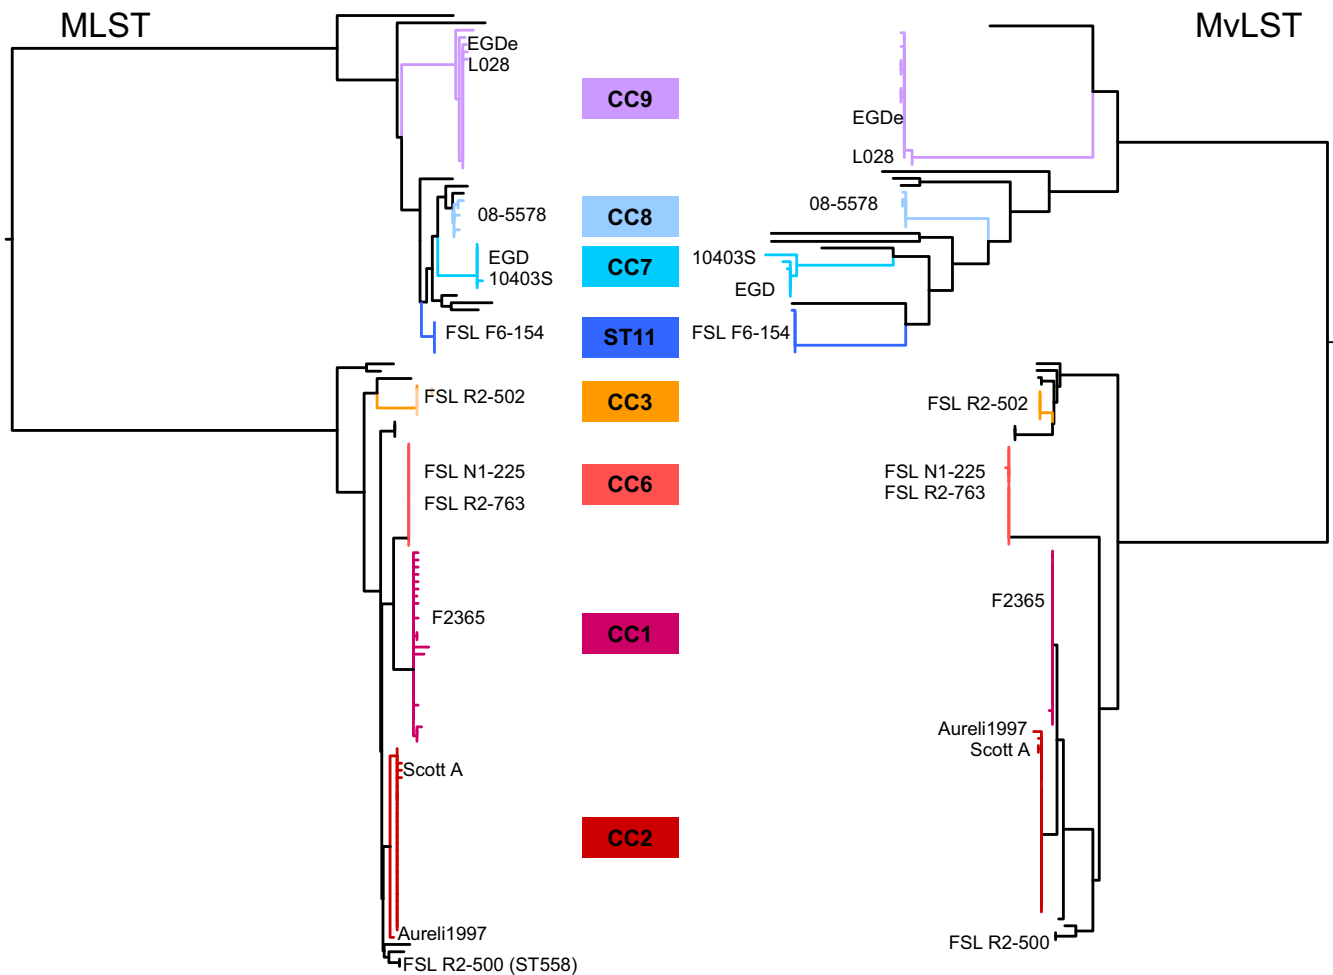 MLST
MvLST
EGDe
L028
CC9
EGDe
L028
08-5578
CC8
08-5578
EGD
10403S
CC7
10403S
EGD
FSL F6-154
ST11
FSL F6-154
FSL R2-502
CC3
FSL R2-502
FSL N1-225
FSL R2-763
CC6
FSL N1-225
FSL R2-763
F2365
CC1
F2365
Scott A
Aureli1997
Scott A
CC2
Aureli1997
FSL R2-500 (ST558)
FSL R2-500